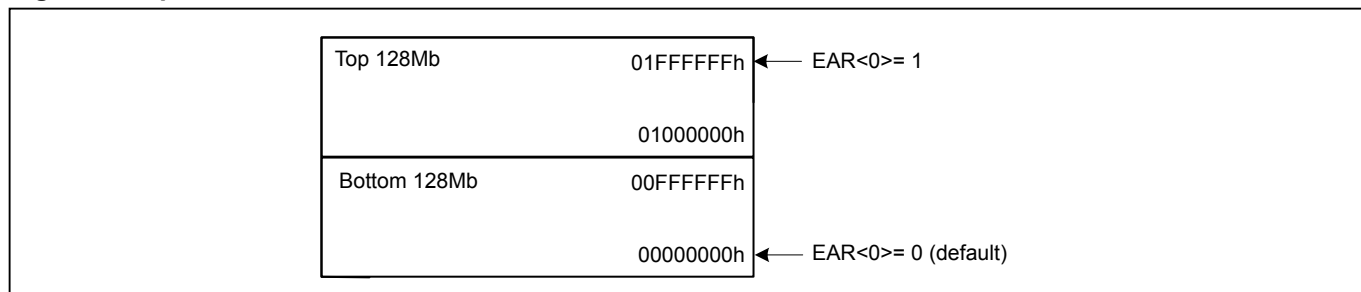 Top 128Mb 01FFFFFFh EAR<0>= 1
01000000h
Bottom 128Mb 00FFFFFFh
00000000h EAR<0>= 0 (default)